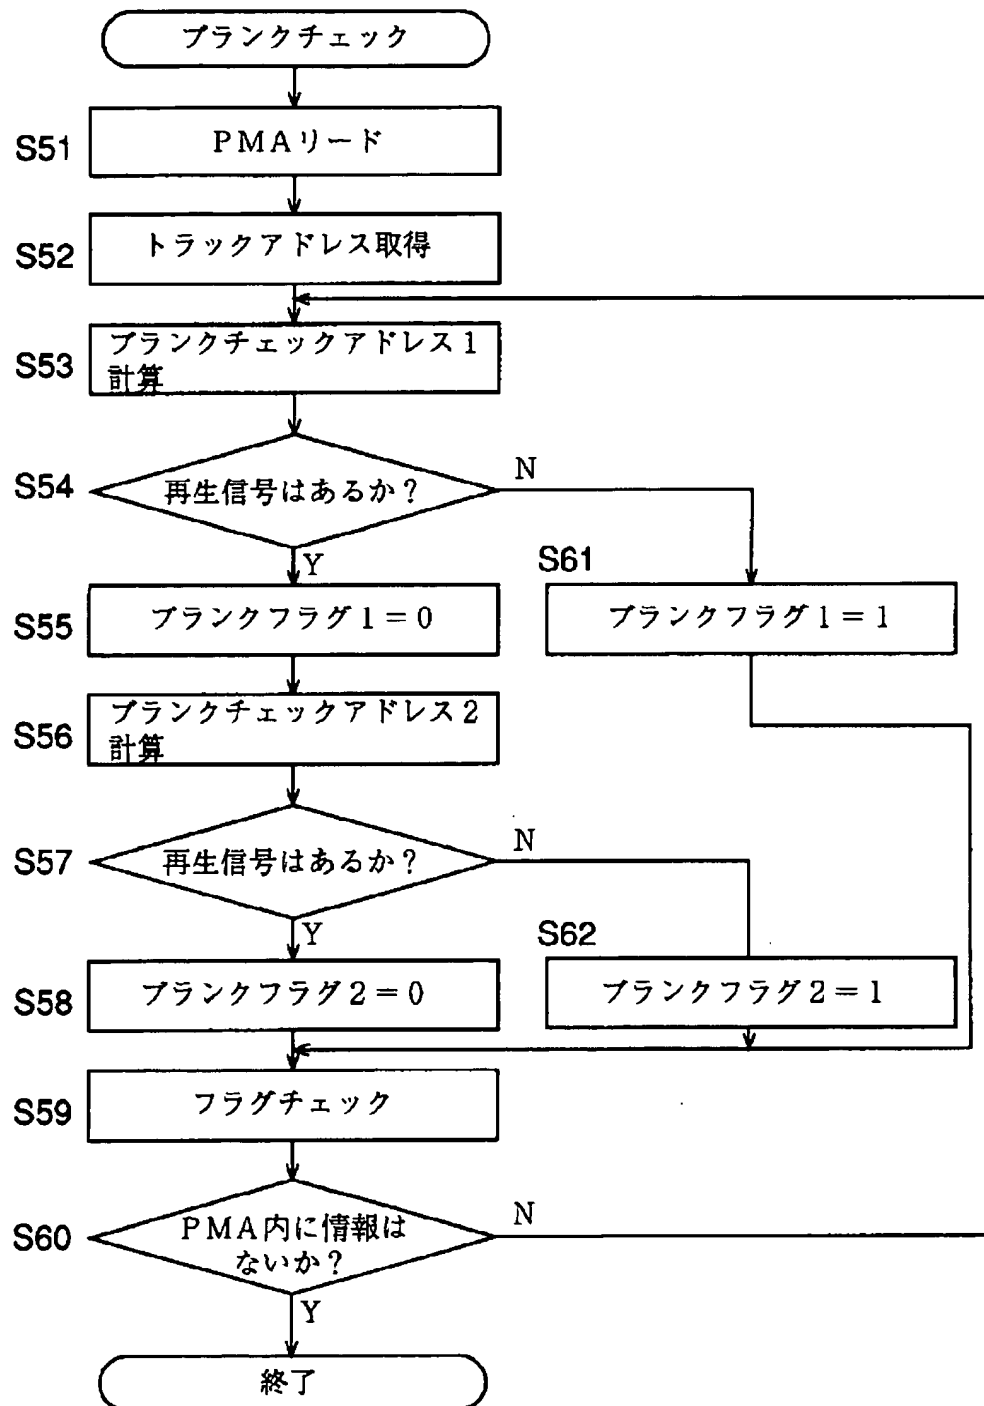 ブランクチェック
S51
PMAリード
S52
トラックアドレス取得
S53
ブランクチェックアドレス1
計算
S54
再生信号はあるか?
N
Y
S61
S55
ブランクフラグ1=0
ブランクフラグ1=1
S56
ブランクチェックアドレス2
計算
S57
再生信号はあるか?
N
Y
S62
S58
ブランクフラグ2=0
ブランクフラグ2=1
S59
フラグチェック
S60
PMA内に情報は
ないか?
N
Y
終了